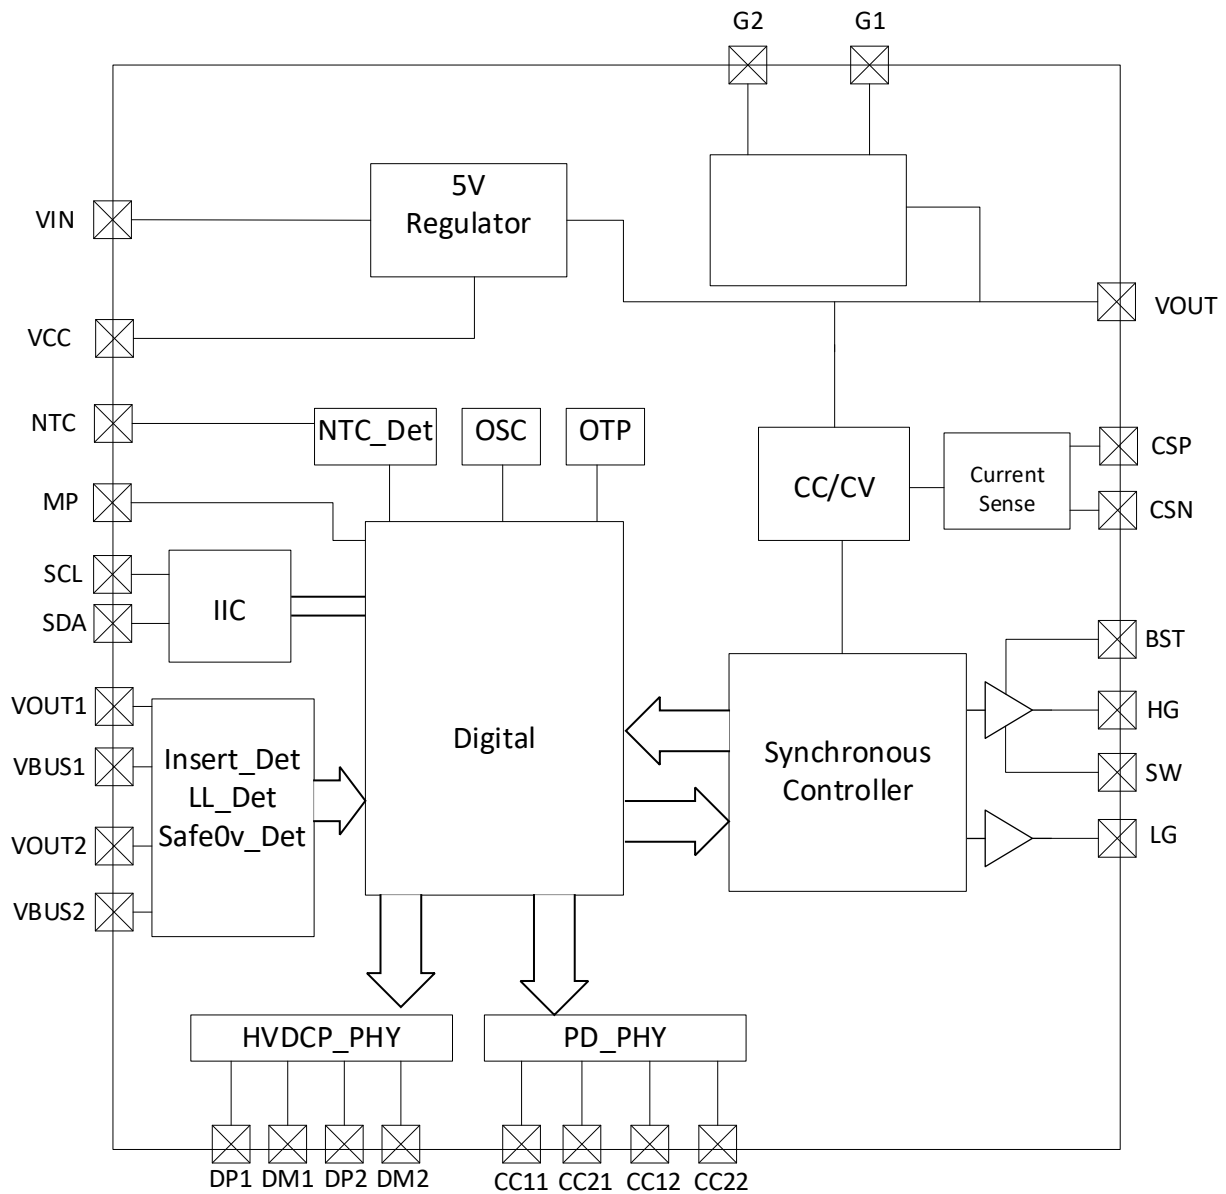 G2
G1
5V
Regulator
VIN
VOUT
VCC
NTC
NTC_Det
OSC
OTP
CSP
CC/CV
Current
Sense
MP
CSN
SCL
IIC
SDA
BST
VOUT1
HG
Insert_Det
LL_Det
Safe0v_Det
Digital
Synchronous
Controller
VBUS1
SW
VOUT2
LG
VBUS2
HVDCP_PHY
PD_PHY
DP1
DM1
DP2
DM2
CC11
CC21
CC12
CC22